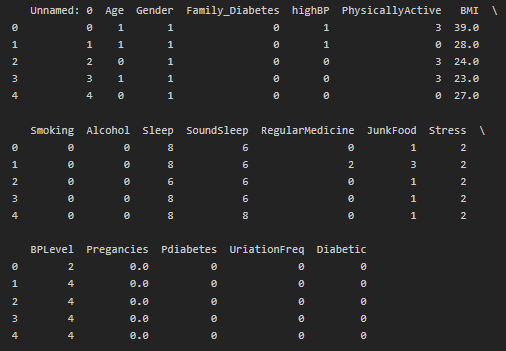 Unnamed: 0 Age Gender Family_Diabetes highBP PhysicallyActive BMI \
0 0 1 1 0 1 3 39.0
1 1 1 1 0 1 0 28.0
2 2 0 1 0 0 3 24.0
3 3 1 1 0 0 3 23.0
4 4 0 1 0 0 0 27.0
Smoking Alcohol Sleep SoundSleep RegularMedicine JunkFood Stress \
0 0 0 8 6 0 1 2
1 0 0 8 6 2 3 2
2 0 0 6 6 0 1 2
3 0 0 8 6 0 1 2
4 0 0 8 8 0 1 2
BPLevel Pregancies Pdiabetes UriationFreq Diabetic
0 2 0.0 0 0 0
1 4 0.0 0 0 0
2 4 0.0 0 0 0
3 4 0.0 0 0 0
4 4 0.0 0 0 0